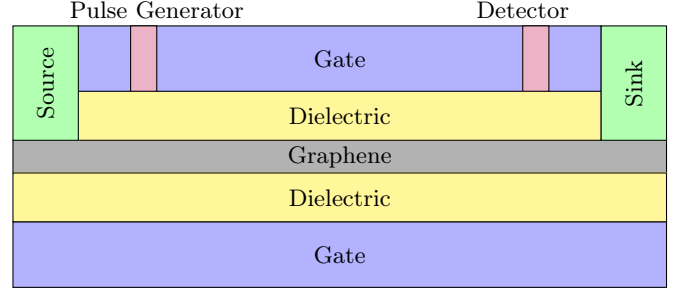 Pulse Generator
Detector
Source
Gate
Sink
Dielectric
Graphene
Dielectric
Gate